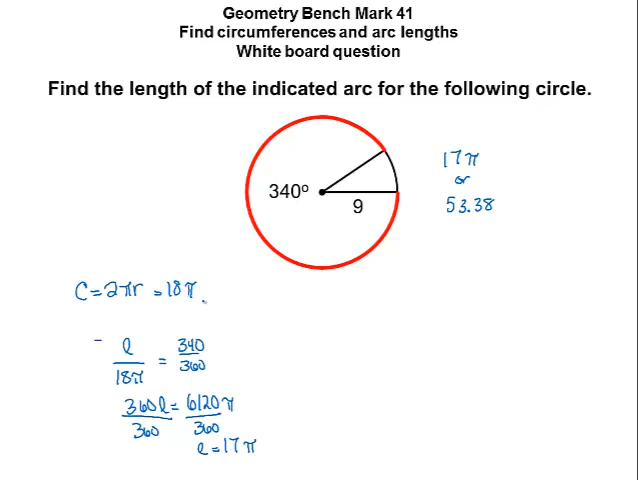 Geometry Bench Mark 41
Find circumferences and arc lengths
White board question
Find the length of the indicated arc for the following circle.
340º
9
17π
or
53.38
C=2πr =18π.
ℓ/18π = 340/360
360ℓ/360 = 6120π/360
ℓ=17π